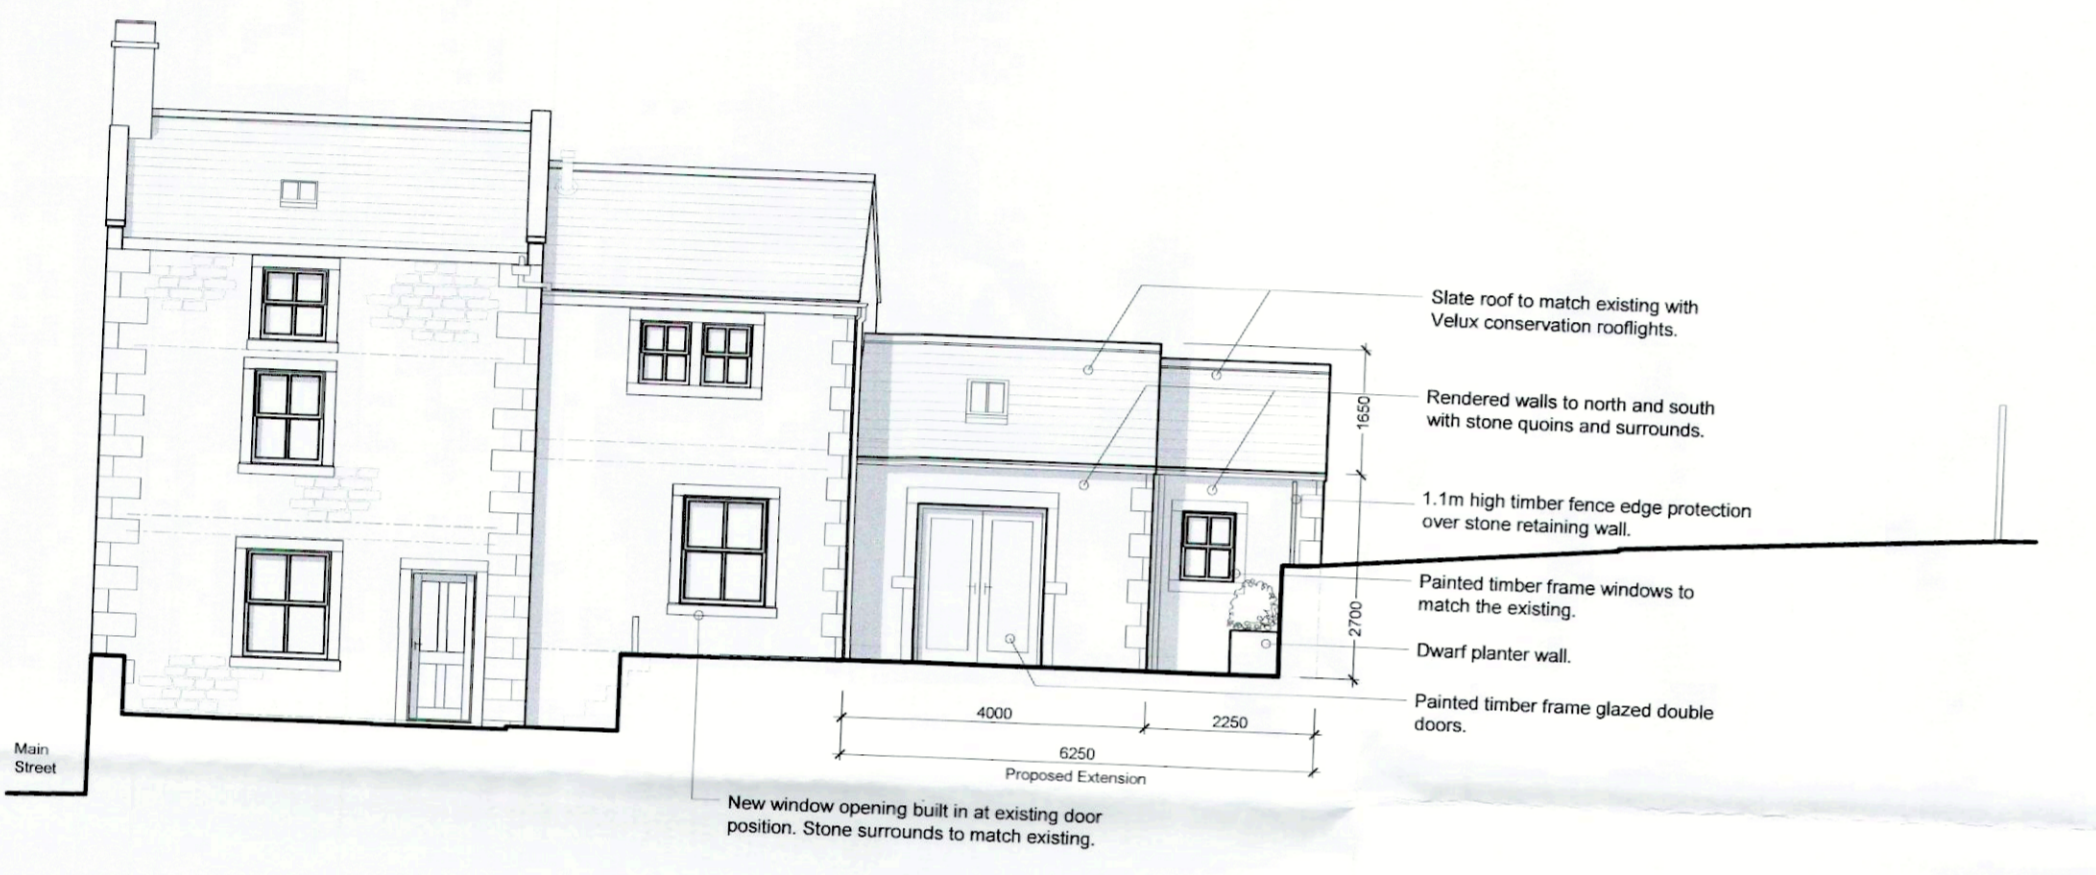 Slate roof to match existing with
Velux conservation rooflights.
1650
Rendered walls to north and south
with stone quoins and surrounds.
1.1m high timber fence edge protection
over stone retaining wall.
Painted timber frame windows to
match the existing.
2700
Dwarf planter wall.
Painted timber frame glazed double
doors.
4000
2250
6250
Proposed Extension
Main
Street
New window opening built in at existing door
position. Stone surrounds to match existing.